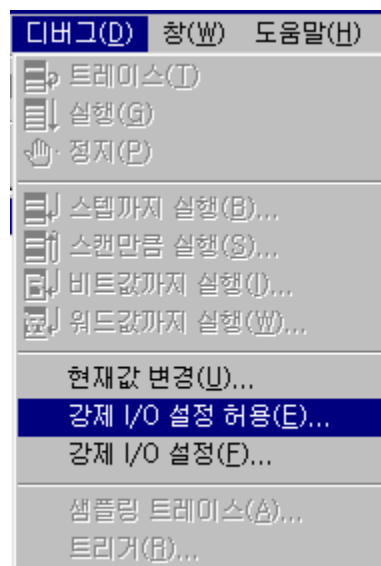 디버그(D) 창(W) 도움말(H)
트레이스(T)
실행(G)
정지(P)
스텝까지 실행(B)...
스캔만큼 실행(S)...
비트값까지 실행(I)...
워드값까지 실행(W)...
현재값 변경(U)...
강제 I/O 설정 허용(E)...
강제 I/O 설정(F)...
샘플링 트레이스(A)...
트리거(R)...